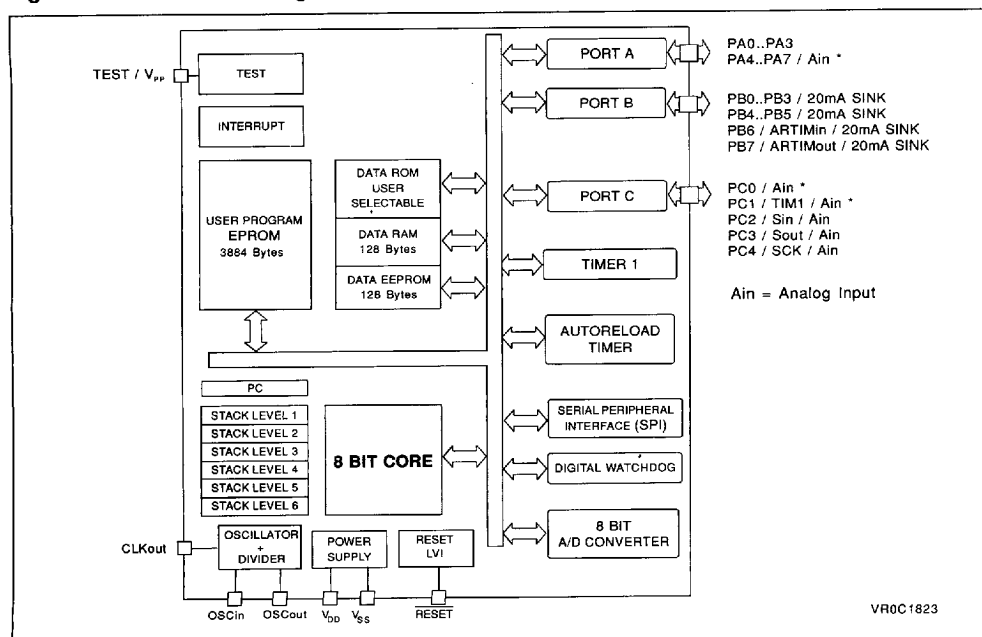 TEST / VPP
TEST
INTERRUPT
USER PROGRAM
EPROM
3884 Bytes
DATA ROM
USER
SELECTABLE
DATA RAM
128 Bytes
DATA EEPROM
128 Bytes
PC
STACK LEVEL 1
STACK LEVEL 2
STACK LEVEL 3
STACK LEVEL 4
STACK LEVEL 5
STACK LEVEL 6
8 BIT CORE
CLKout
OSCILLATOR
+
DIVIDER
POWER
SUPPLY
RESET
LVI
OSCin
OSCout
VDD
VSS
RESET
PORT A
PORT B
PORT C
TIMER 1
AUTORELOAD
TIMER
SERIAL PERIPHERAL
INTERFACE (SPI)
DIGITAL WATCHDOG
8 BIT
A/D CONVERTER
PA0..PA3
PA4..PA7 / Ain *
PB0..PB3 / 20mA SINK
PB4..PB5 / 20mA SINK
PB6 / ARTIMin / 20mA SINK
PB7 / ARTIMout / 20mA SINK
PC0 / Ain *
PC1 / TIM1 / Ain *
PC2 / Sin / Ain
PC3 / Sout / Ain
PC4 / SCK / Ain
Ain = Analog Input
VR0C1823